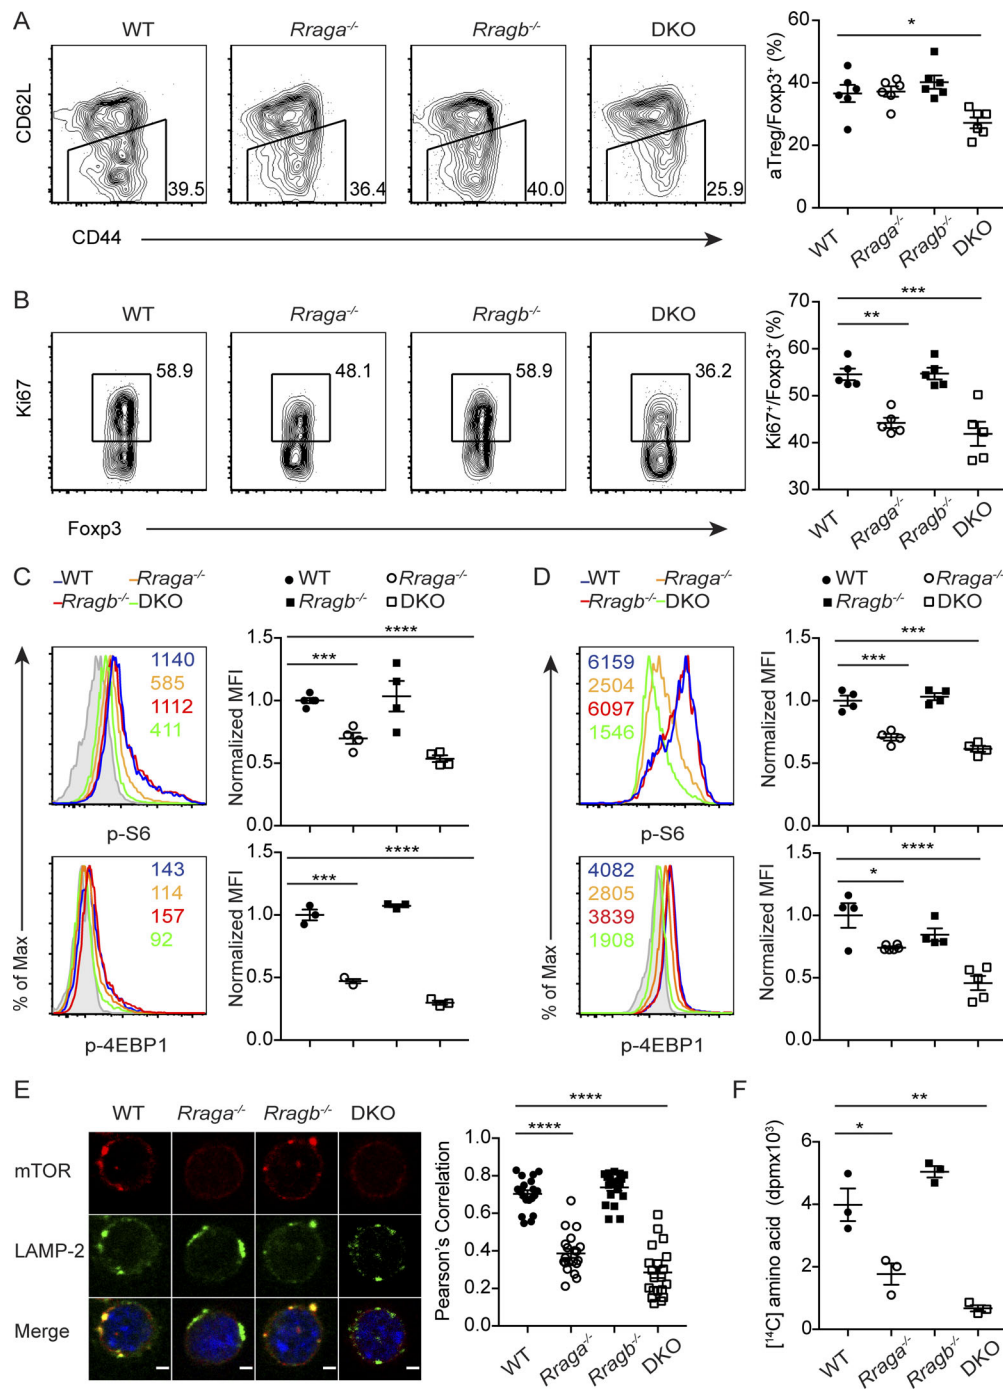 A
WT
Rraga-/-
Rragb-/-
DKO
CD62L
39.5
36.4
40.0
25.9
CD44
aTreg/Foxp3+ (%)
60
40
20
0
*
WT
Rraga-/-
Rragb-/-
DKO
B
WT
Rraga-/-
Rragb-/-
DKO
Ki67
58.9
48.1
58.9
36.2
Foxp3
Ki67+/Foxp3+ (%)
70
60
50
40
30
***
**
WT
Rraga-/-
Rragb-/-
DKO
C
WT
Rraga-/-
Rragb-/-
DKO
% of Max
1140
585
1112
411
p-S6
143
114
157
92
p-4EBP1
WT
Rraga-/-
Rragb-/-
DKO
Normalized MFI
1.5
1.0
0.5
0.0
****
***
Normalized MFI
1.5
1.0
0.5
0.0
****
***
D
WT
Rraga-/-
Rragb-/-
DKO
% of Max
6159
2504
6097
1546
p-S6
4082
2805
3839
1908
p-4EBP1
WT
Rraga-/-
Rragb-/-
DKO
Normalized MFI
1.5
1.0
0.5
0.0
***
***
Normalized MFI
1.5
1.0
0.5
0.0
****
*
E
WT
Rraga-/-
Rragb-/-
DKO
mTOR
LAMP-2
Merge
Pearson's Correlation
1.0
0.8
0.6
0.4
0.2
0.0
****
****
WT
Rraga-/-
Rragb-/-
DKO
F
[14C] amino acid (dpmx103)
6
4
2
0
**
*
WT
Rraga-/-
Rragb-/-
DKO